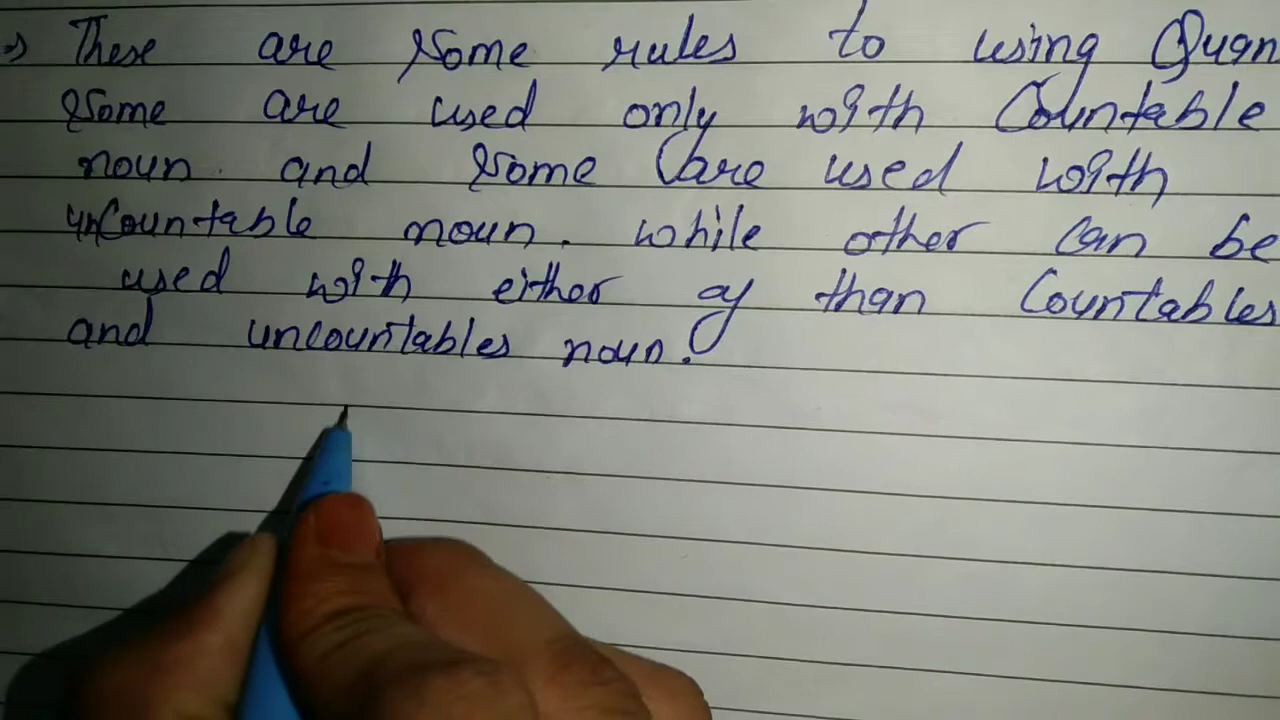 ⇒ These are some rules to using Quan
Some are used only with Countable
noun. and Some are used with
unCountable noun. while other can be
used with either of than Countables
and uncountables noun.